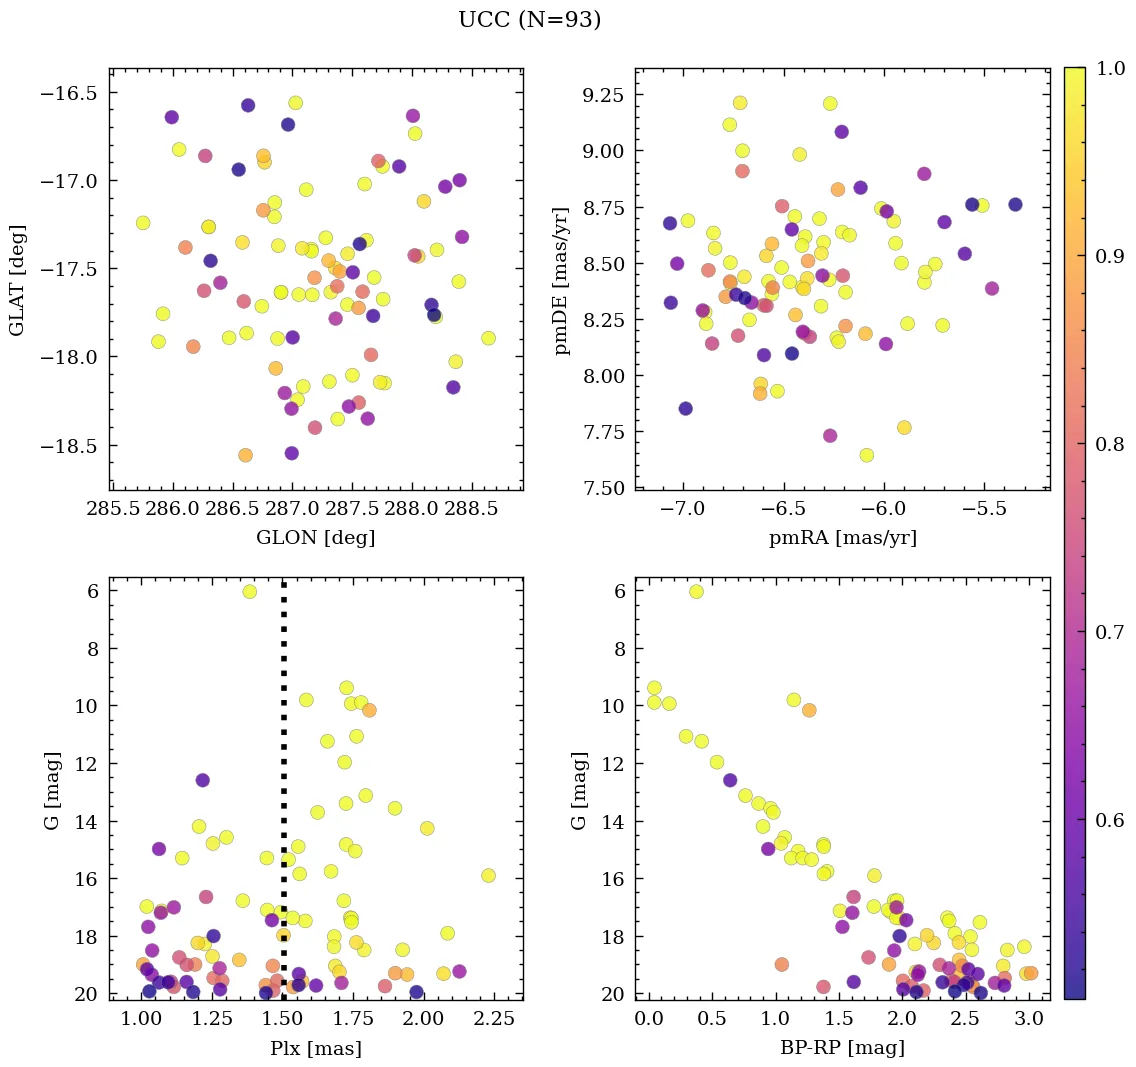 UCC (N=93)
−16.5
−17.0
−17.5
−18.0
−18.5
GLAT [deg]
285.5 286.0 286.5 287.0 287.5 288.0 288.5
GLON [deg]
9.25
9.00
8.75
8.50
8.25
8.00
7.75
7.50
pmDE [mas/yr]
−7.0 −6.5 −6.0 −5.5
pmRA [mas/yr]
1.0
0.9
0.8
0.7
0.6
6
8
10
12
14
16
18
20
G [mag]
1.00 1.25 1.50 1.75 2.00 2.25
Plx [mas]
6
8
10
12
14
16
18
20
G [mag]
0.0 0.5 1.0 1.5 2.0 2.5 3.0
BP-RP [mag]